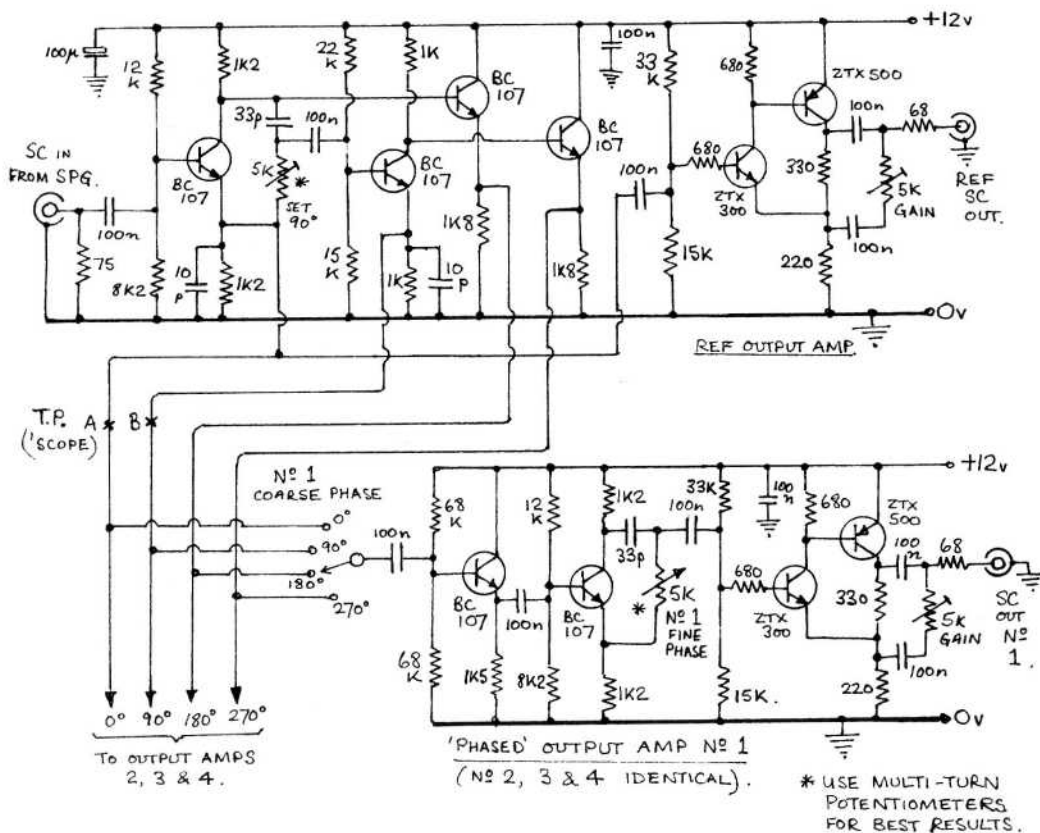 +12v
100µ
12
K
1K2
22
K
1K
BC
107
100n
33
K
680
ZTX 500
33p
100n
BC
107
100n
68
SC IN
FROM SPG.
BC
107
5K
*
SET
90°
BC
107
100n
680
ZTX
300
330
5K
GAIN
REF
SC
OUT.
100n
75
8K2
10
p
1K2
15
K
1K
10
p
1K8
1K8
15K
220
100n
0v
REF OUTPUT AMP
T.P. A B
('SCOPE)
Nº 1
COARSE PHASE
0°
90°
180°
270°
100n
+12v
68
K
12
K
1K2
33K
100
n
680
ZTX
500
100n
33p
100
n
68
BC
107
BC
107
5K
*
Nº 1
FINE
PHASE
680
ZTX
300
330
5K
GAIN
SC
OUT
Nº
1.
100n
68
K
1K5
8K2
1K2
15K
220
100n
0v
0° 90° 180° 270°
TO OUTPUT AMPS
2, 3 & 4.
'PHASED' OUTPUT AMP Nº 1
(Nº 2, 3 & 4 IDENTICAL).
* USE MULTI-TURN
POTENTIOMETERS
FOR BEST RESULTS.